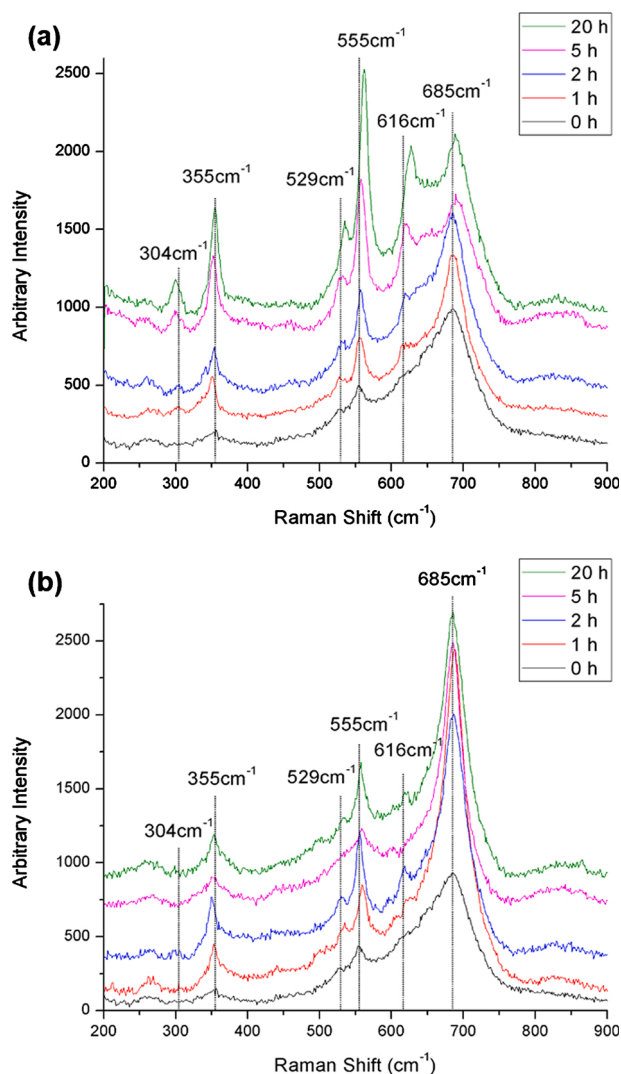 (a)
20 h
5 h
2 h
1 h
0 h
555cm-1
685cm-1
616cm-1
529cm-1
355cm-1
304cm-1
2500
2000
1500
1000
500
0
Arbitrary Intensity
200 300 400 500 600 700 800 900
Raman Shift (cm-1)
(b)
20 h
5 h
2 h
1 h
0 h
685cm-1
555cm-1
616cm-1
529cm-1
355cm-1
304cm-1
2500
2000
1500
1000
500
0
Arbitrary Intensity
200 300 400 500 600 700 800 900
Raman Shift (cm-1)